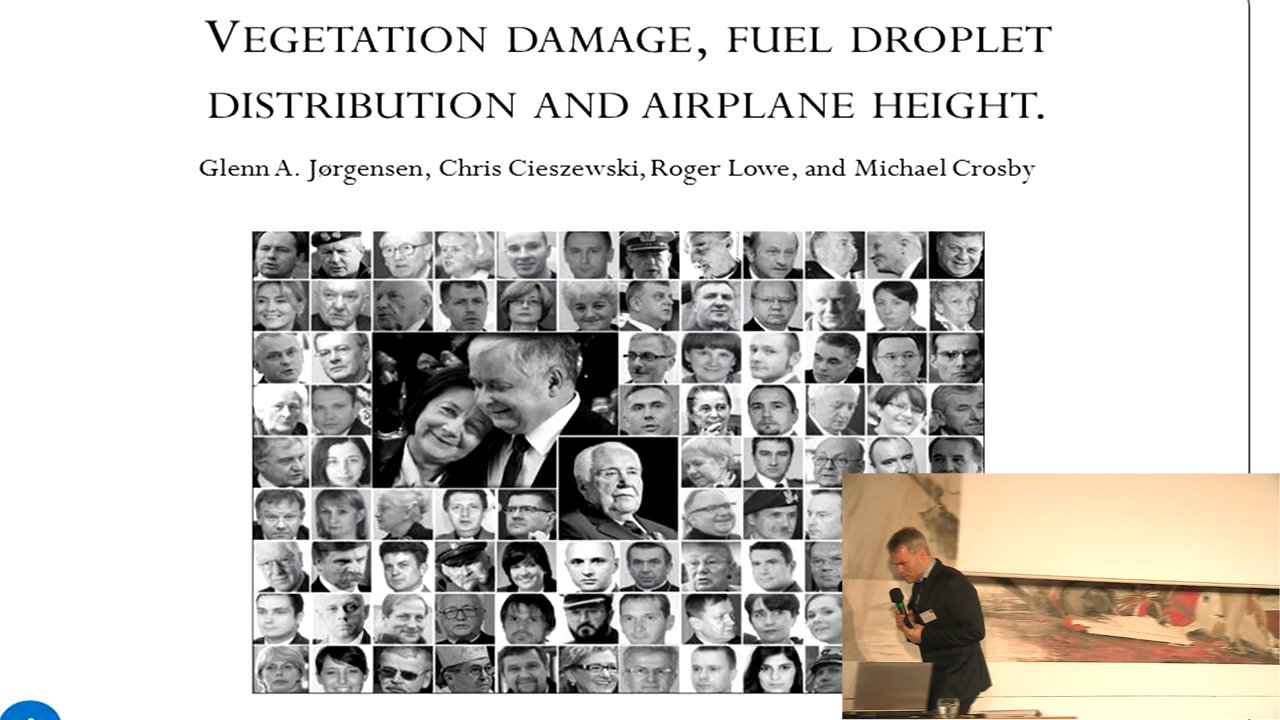 VEGETATION DAMAGE, FUEL DROPLET
DISTRIBUTION AND AIRPLANE HEIGHT.
Glenn A. Jørgensen, Chris Cieszewski, Roger Lowe, and Michael Crosby